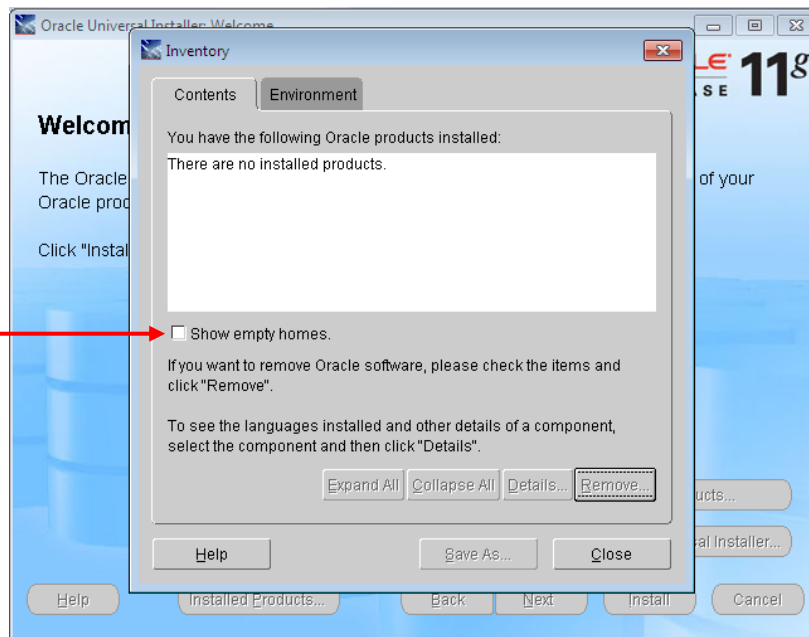 Oracle Universal Installer: Welcome
Inventory
11g
Contents
Environment
Welcom
You have the following Oracle products installed:
There are no installed products.
The Oracle
of your
Oracle prod
Click "Instal
Show empty homes.
If you want to remove Oracle software, please check the items and
click "Remove".
To see the languages installed and other details of a component,
select the component and then click "Details".
Expand All
Collapse All
Details...
Remove...
ucts...
al Installer...
Help
Save As...
Close
Help
Installed Products...
Back
Next
Install
Cancel